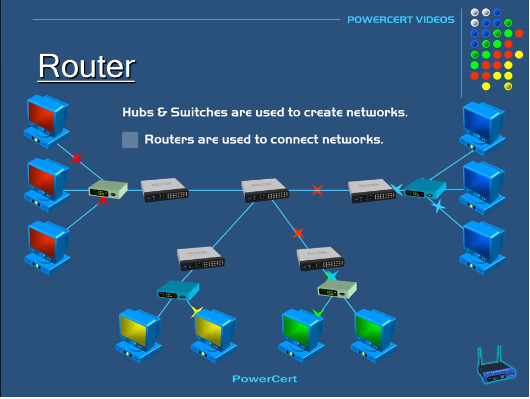 POWERCERT VIDEOS
Router
Hubs & Switches are used to create networks.
Routers are used to connect networks.
PowerCert